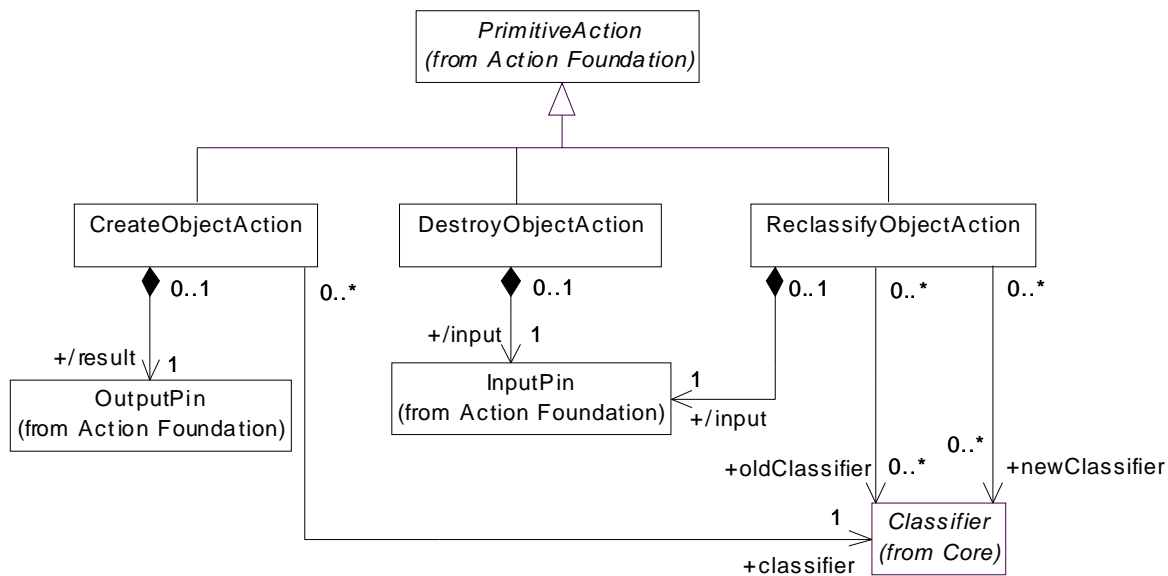 PrimitiveAction
(from Action Foundation)
CreateObjectAction
DestroyObjectAction
ReclassifyObjectAction
0..1
0..*
0..1
0..1
0..*
0..*
+/result
1
+/input
1
OutputPin
(from Action Foundation)
InputPin
(from Action Foundation)
1
+/input
+oldClassifier
0..*
0..*
+newClassifier
1
+classifier
Classifier
(from Core)